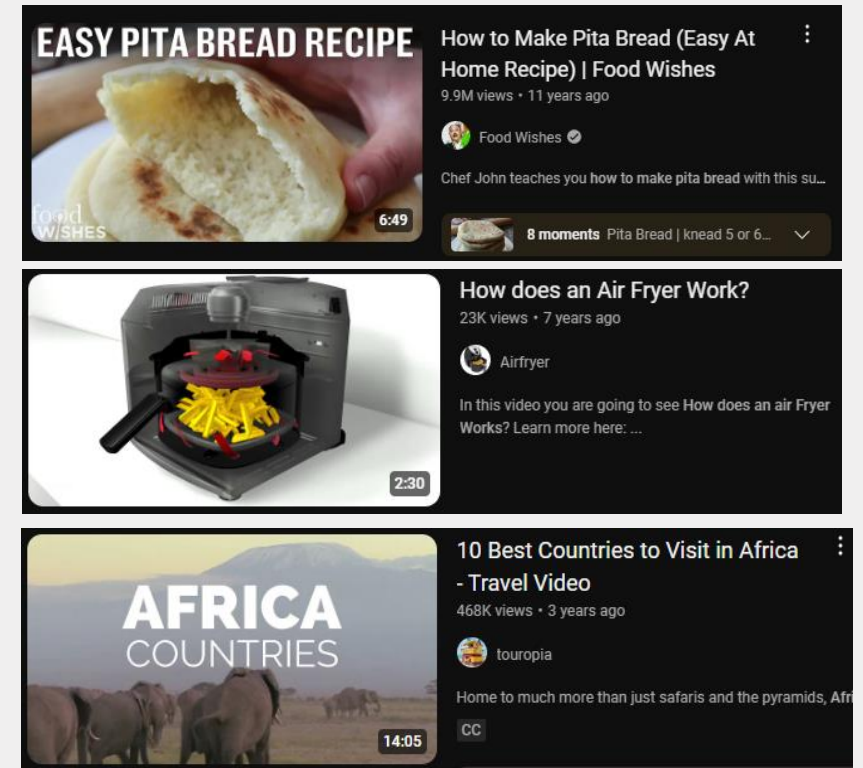 EASY PITA BREAD RECIPE
food
WISHES
6:49
How to Make Pita Bread (Easy At
Home Recipe) | Food Wishes
9.9M views • 11 years ago
Food Wishes
Chef John teaches you how to make pita bread with this su...
8 moments Pita Bread | knead 5 or 6...
2:30
How does an Air Fryer Work?
23K views • 7 years ago
Airfryer
In this video you are going to see How does an air Fryer
Works? Learn more here: ...
AFRICA
COUNTRIES
14:05
10 Best Countries to Visit in Africa
- Travel Video
468K views • 3 years ago
touropia
Home to much more than just safaris and the pyramids, Afri
CC